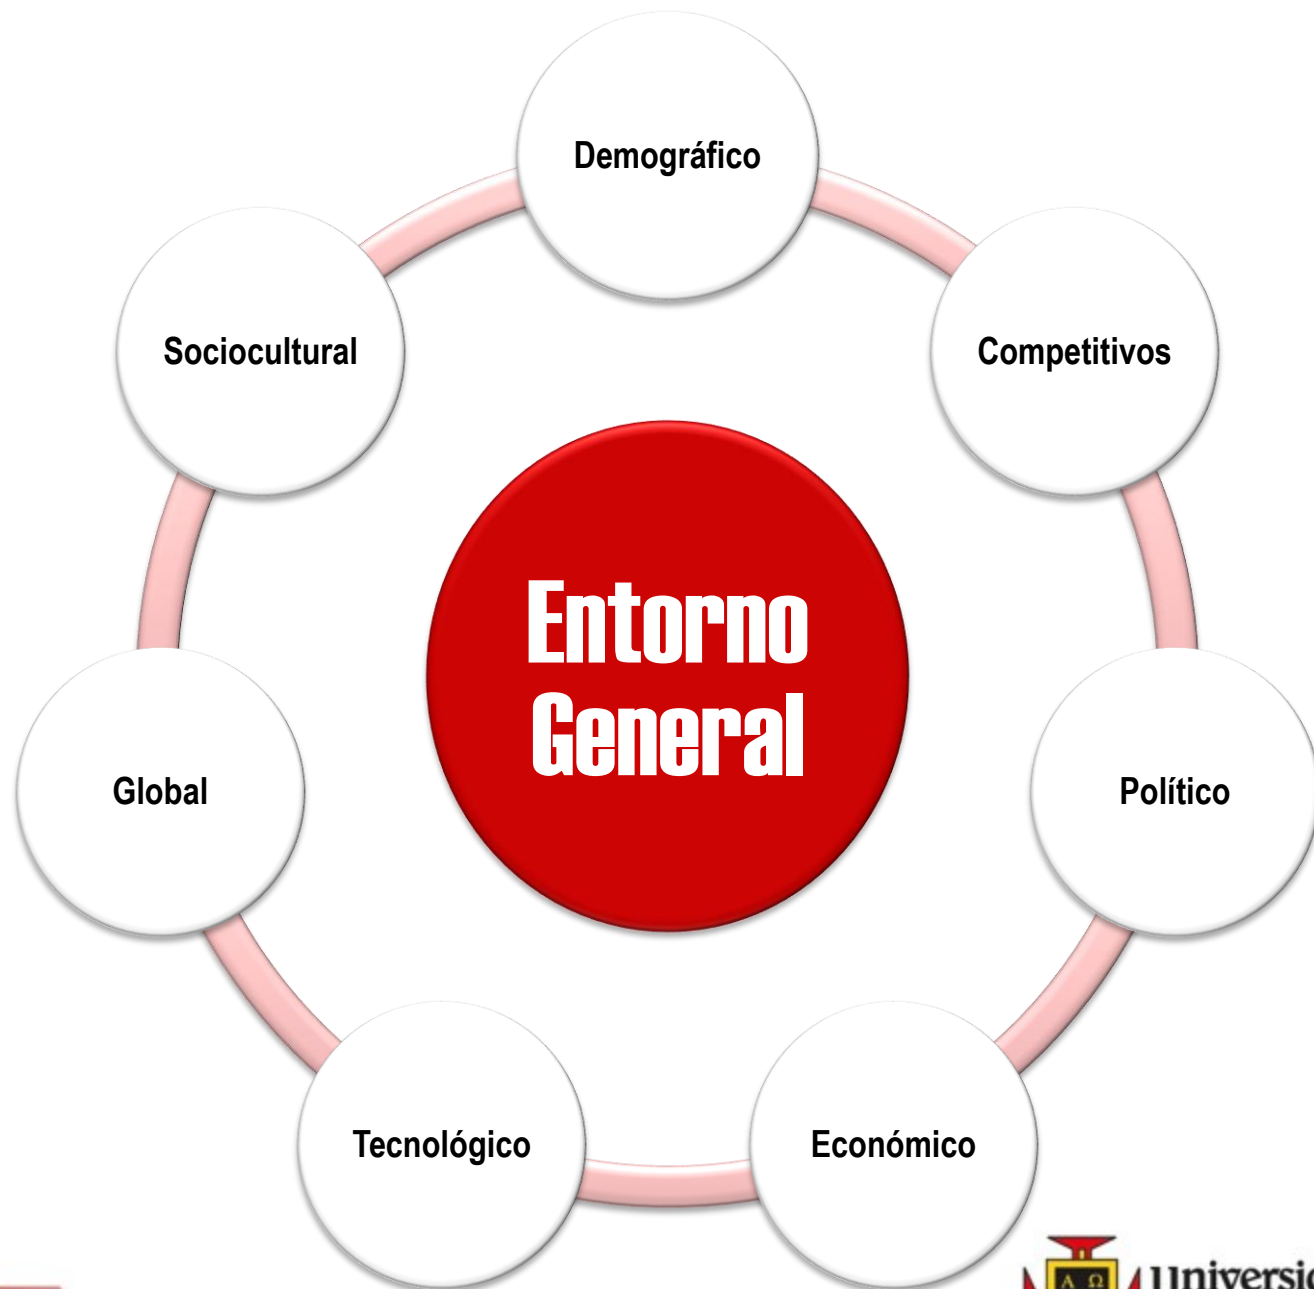 Demográfico
Sociocultural
Competitivos
Entorno
General
Global
Político
Tecnológico
Económico
Α Ω